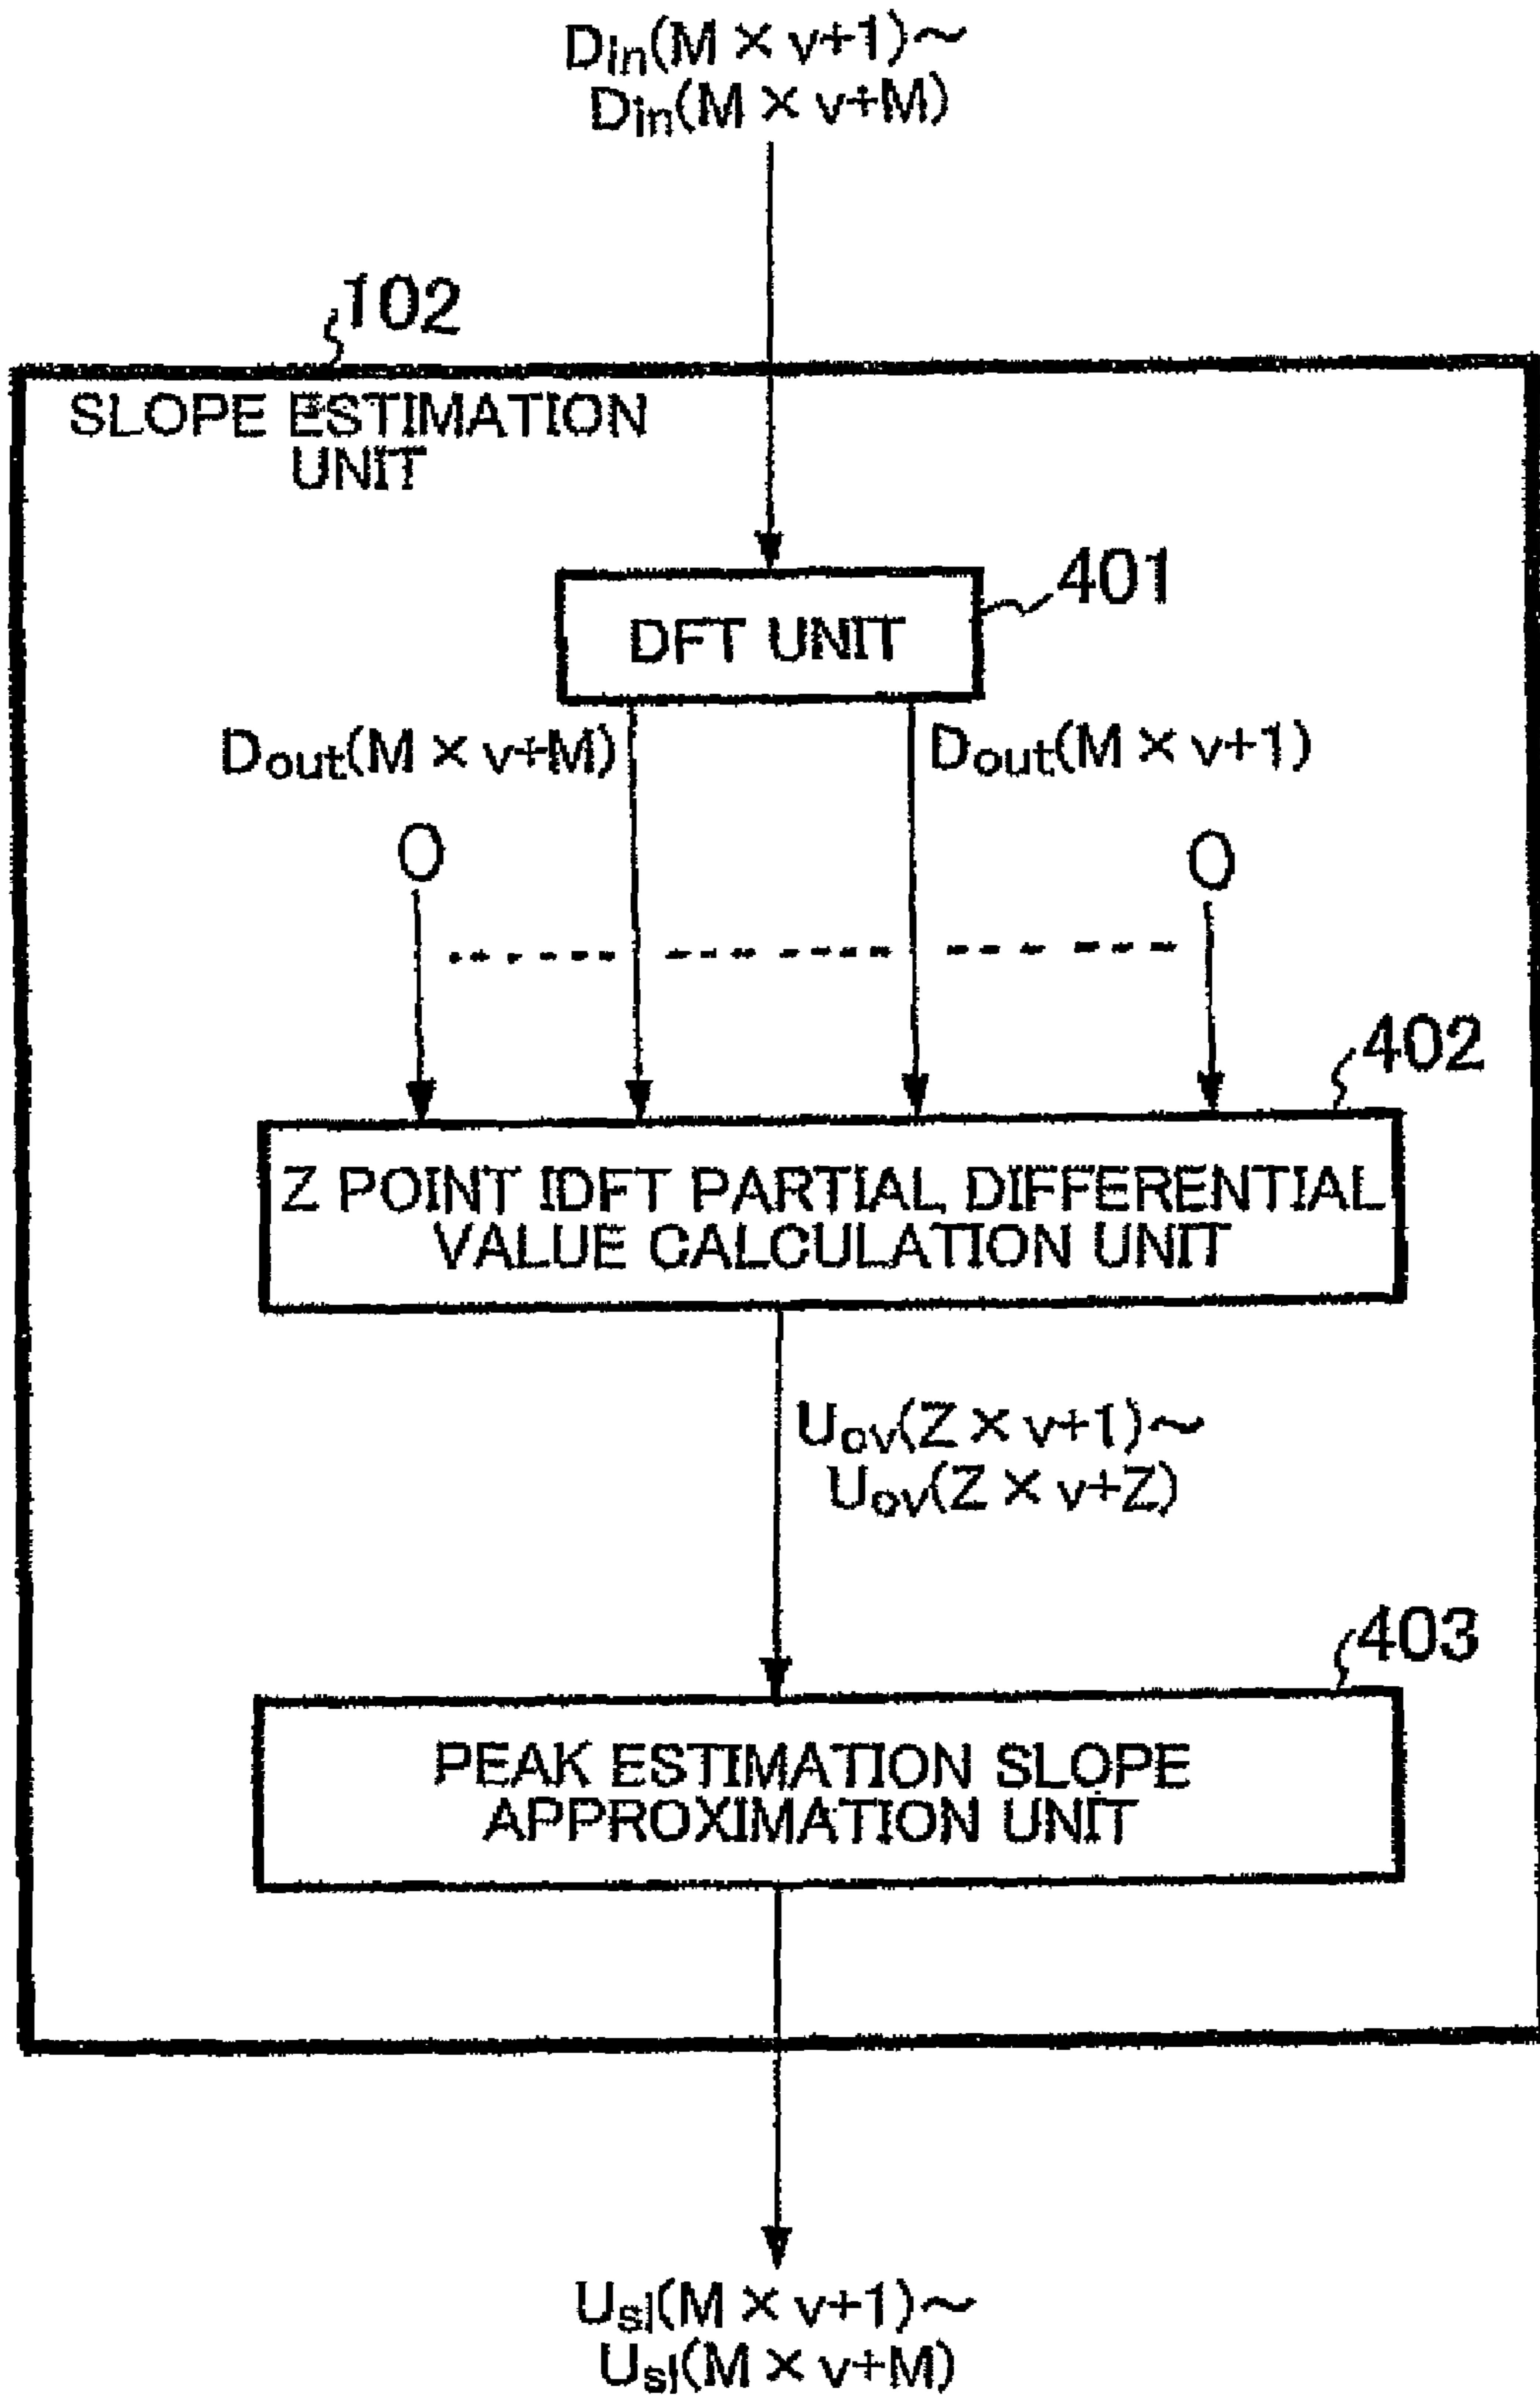 Din(M × v+1)~
Din(M × v+M)
102
SLOPE ESTIMATION
UNIT
401
DFT UNIT
Dout(M × v+M)
Dout(M × v+1)
0
0
402
Z POINT IDFT PARTIAL DIFFERENTIAL
VALUE CALCULATION UNIT
Uov(Z × v+1)~
Uov(Z × v+Z)
403
PEAK ESTIMATION SLOPE
APPROXIMATION UNIT
Usl(M × v+1)~
Usl(M × v+M)